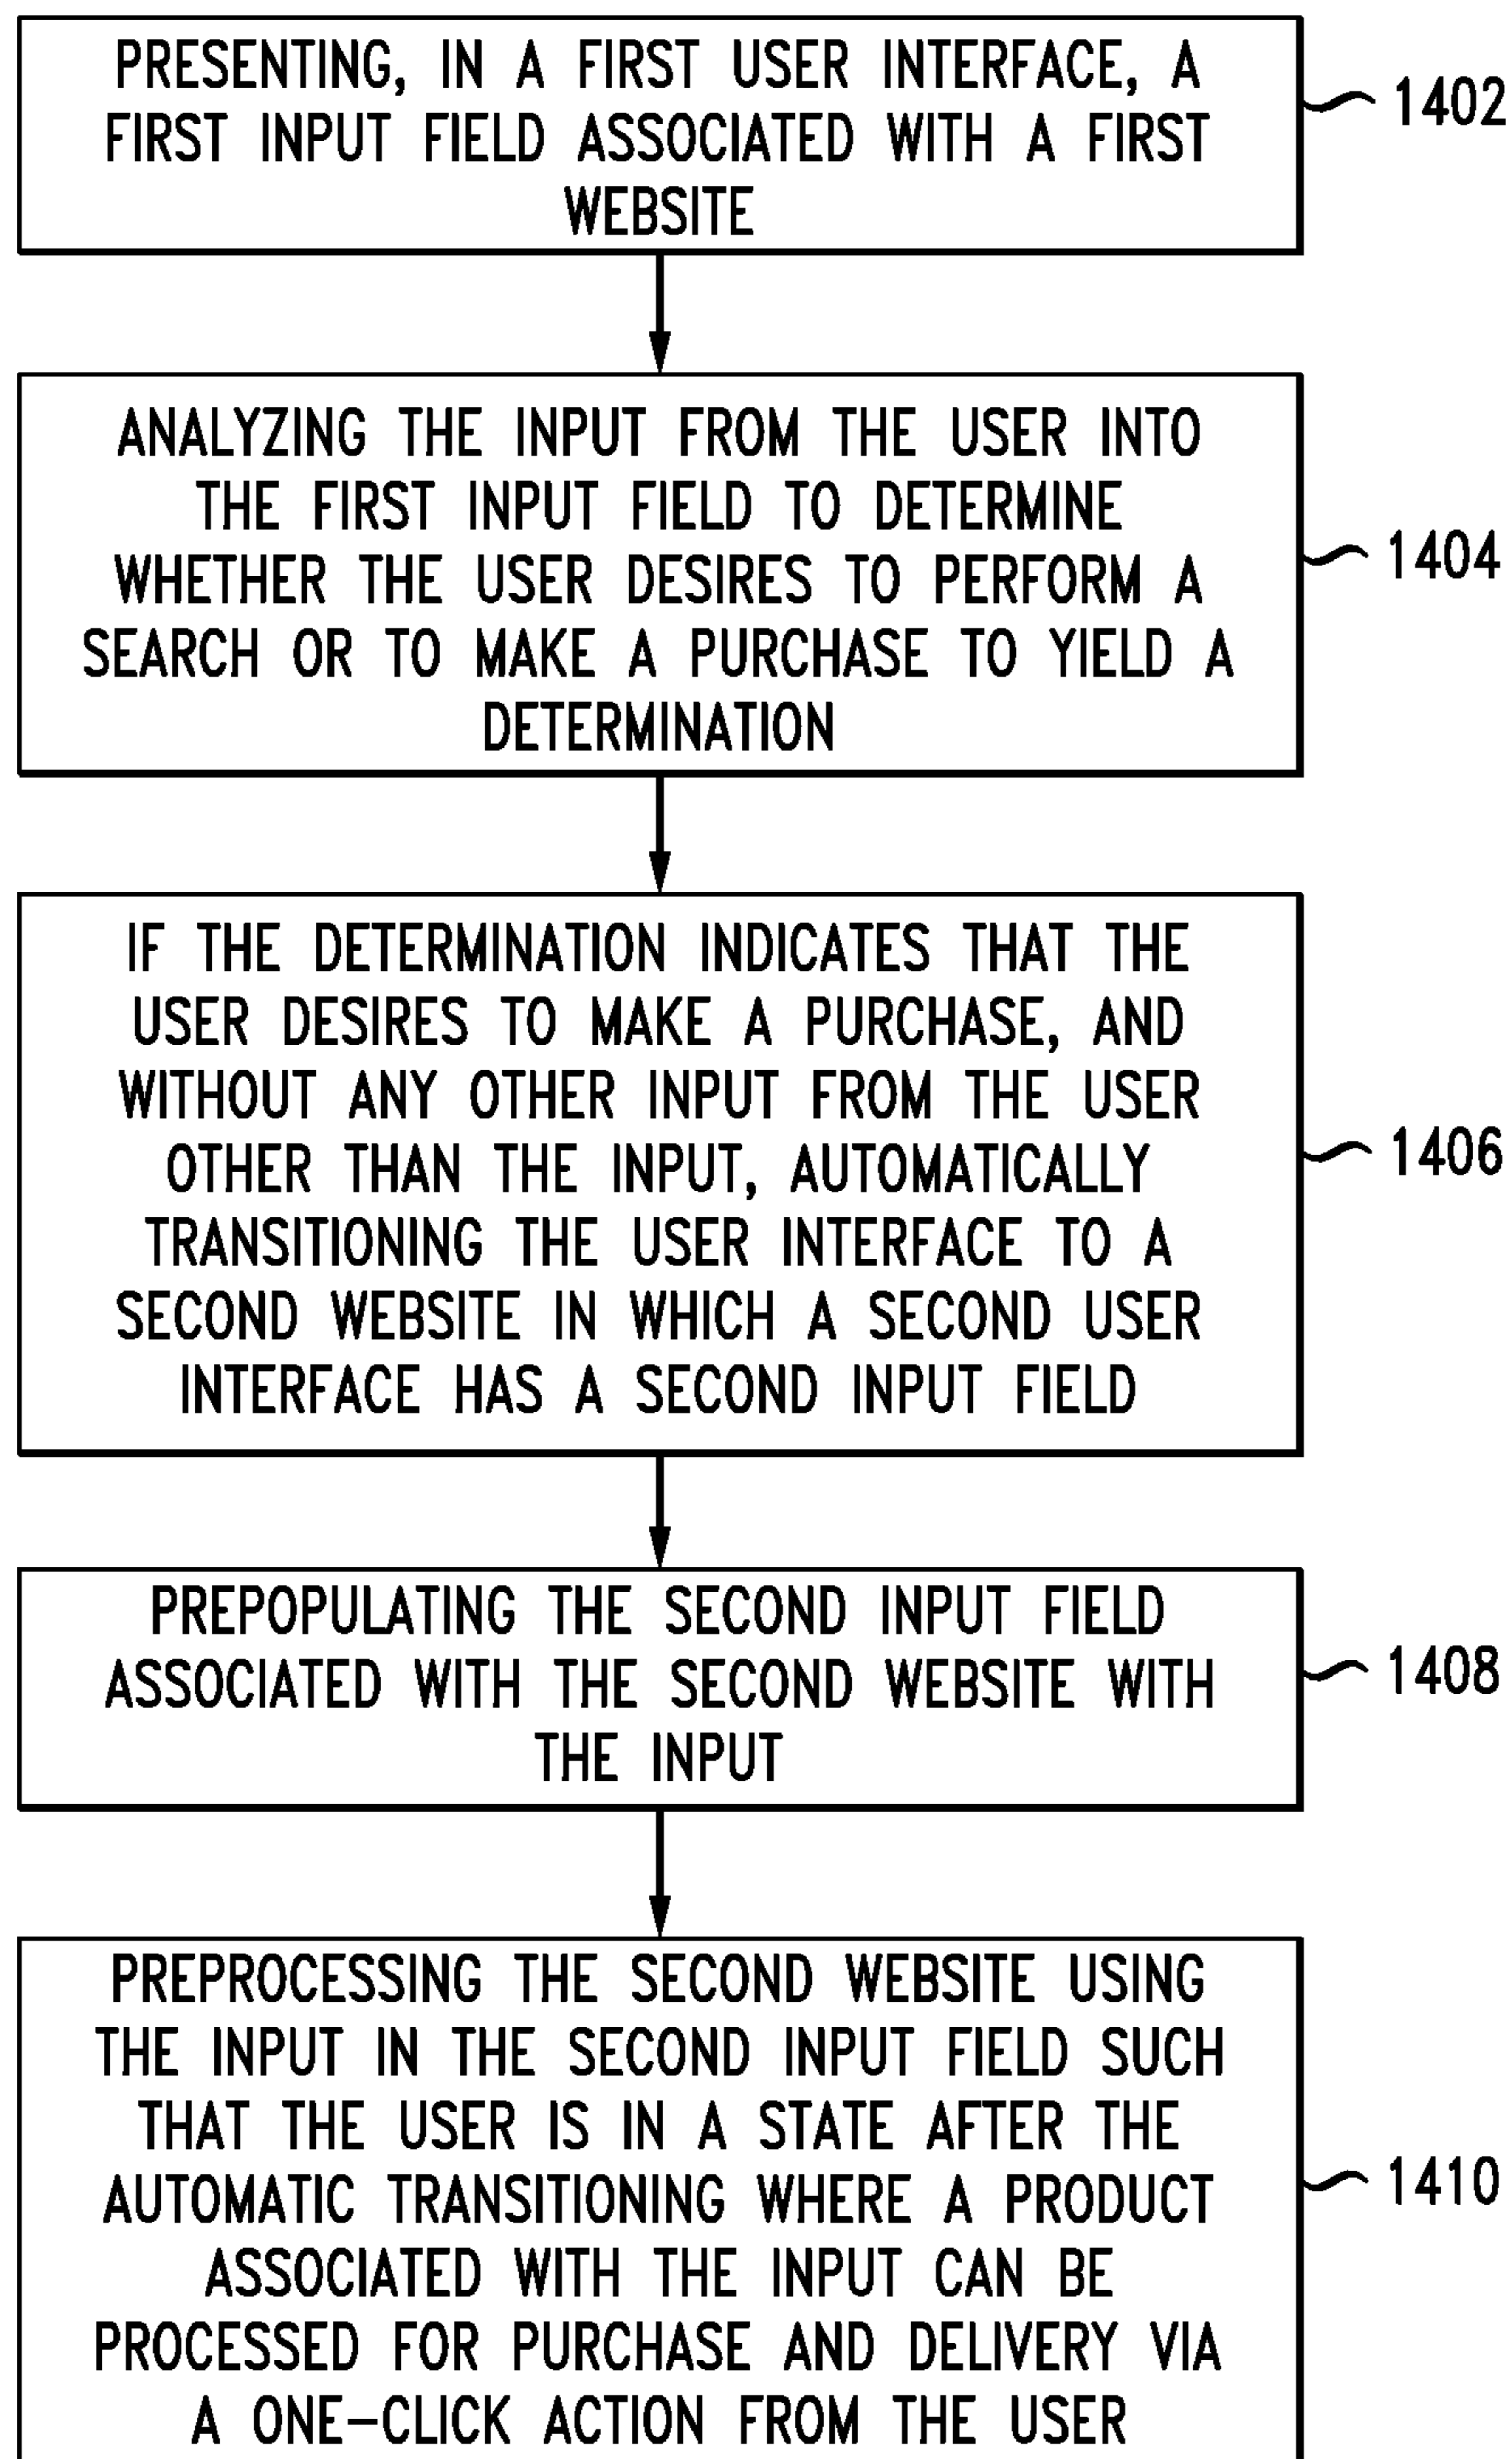 PRESENTING, IN A FIRST USER INTERFACE, A
FIRST INPUT FIELD ASSOCIATED WITH A FIRST
WEBSITE
1402
ANALYZING THE INPUT FROM THE USER INTO
THE FIRST INPUT FIELD TO DETERMINE
WHETHER THE USER DESIRES TO PERFORM A
SEARCH OR TO MAKE A PURCHASE TO YIELD A
DETERMINATION
1404
IF THE DETERMINATION INDICATES THAT THE
USER DESIRES TO MAKE A PURCHASE, AND
WITHOUT ANY OTHER INPUT FROM THE USER
OTHER THAN THE INPUT, AUTOMATICALLY
TRANSITIONING THE USER INTERFACE TO A
SECOND WEBSITE IN WHICH A SECOND USER
INTERFACE HAS A SECOND INPUT FIELD
1406
PREPOPULATING THE SECOND INPUT FIELD
ASSOCIATED WITH THE SECOND WEBSITE WITH
THE INPUT
1408
PREPROCESSING THE SECOND WEBSITE USING
THE INPUT IN THE SECOND INPUT FIELD SUCH
THAT THE USER IS IN A STATE AFTER THE
AUTOMATIC TRANSITIONING WHERE A PRODUCT
ASSOCIATED WITH THE INPUT CAN BE
PROCESSED FOR PURCHASE AND DELIVERY VIA
A ONE-CLICK ACTION FROM THE USER
1410